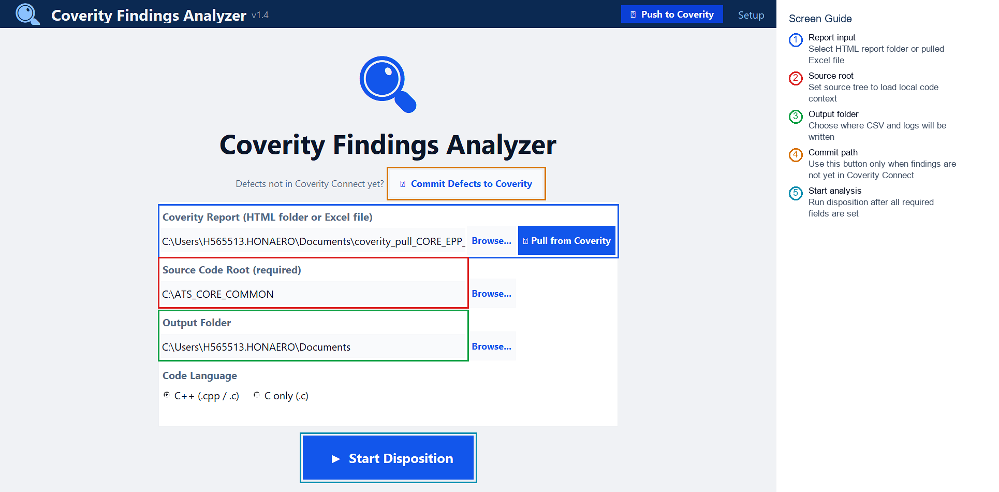 Coverity Findings Analyzer v1.4
Push to Coverity
Setup
Coverity Findings Analyzer
Defects not in Coverity Connect yet?
Commit Defects to Coverity
Coverity Report (HTML folder or Excel file)
C:\Users\H565513.HONAERO\Documents\coverity_pull_CORE_EPP_
Browse...
Pull from Coverity
Source Code Root (required)
C:\ATS_CORE_COMMON
Browse...
Output Folder
C:\Users\H565513.HONAERO\Documents
Browse...
Code Language
C++ (.cpp / .c)
C only (.c)
Start Disposition
Screen Guide
1
Report input
Select HTML report folder or pulled
Excel file
2
Source root
Set source tree to load local code
context
3
Output folder
Choose where CSV and logs will be
written
4
Commit path
Use this button only when findings are
not yet in Coverity Connect
5
Start analysis
Run disposition after all required
fields are set